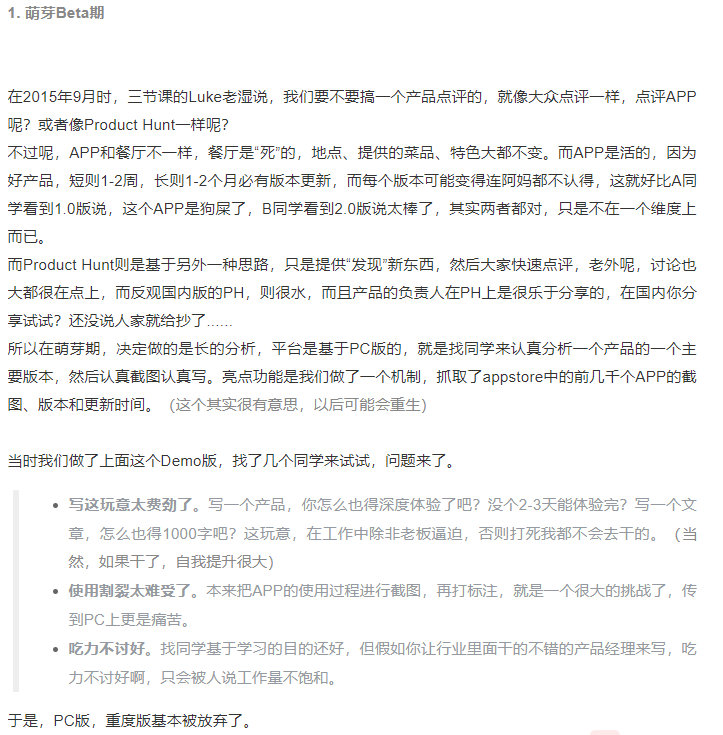 1. 萌芽Beta期
在2015年9月时，三节课的Luke老湿说，我们要不要搞一个产品点评的，就像大众点评一样，点评APP
呢？或者像Product Hunt一样呢？
不过呢，APP和餐厅不一样，餐厅是“死”的，地点、提供的菜品、特色大都不变。而APP是活的，因为
好产品，短则1-2周，长则1-2个月必有版本更新，而每个版本可能变得连阿妈都不认得，这就好比A同
学看到1.0版说，这个APP是狗屎了，B同学看到2.0版说太棒了，其实两者都对，只是不在一个维度上
而已。
而Product Hunt则是基于另外一种思路，只是提供“发现”新东西，然后大家快速点评，老外呢，讨论也
大都很在点上，而反观国内版的PH，则很水，而且产品的负责人在PH上是很乐于分享的，在国内你分
享试试？还没说人家就给抄了......
所以在萌芽期，决定做的是长的分析，平台是基于PC版的，就是找同学来认真分析一个产品的一个主
要版本，然后认真截图认真写。亮点功能是我们做了一个机制，抓取了appstore中的前几千个APP的截
图、版本和更新时间。（这个其实很有意思，以后可能会重生）
当时我们做了上面这个Demo版，找了几个同学来试试，问题来了。
• 写这玩意太费劲了。写一个产品，你怎么也得深度体验了吧？没个2-3天能体验完？写一个文
章，怎么也得1000字吧？这玩意，在工作中除非老板逼迫，否则打死我都不会去干的。（当
然，如果干了，自我提升很大）
• 使用割裂太难受了。本来把APP的使用过程进行截图，再打标注，就是一个很大的挑战了，传
到PC上更是痛苦。
• 吃力不讨好。找同学基于学习的目的还好，但假如你让行业里面干的不错的产品经理来写，吃
力不讨好啊，只会被人说工作量不饱和。
于是，PC版，重度版基本被放弃了。